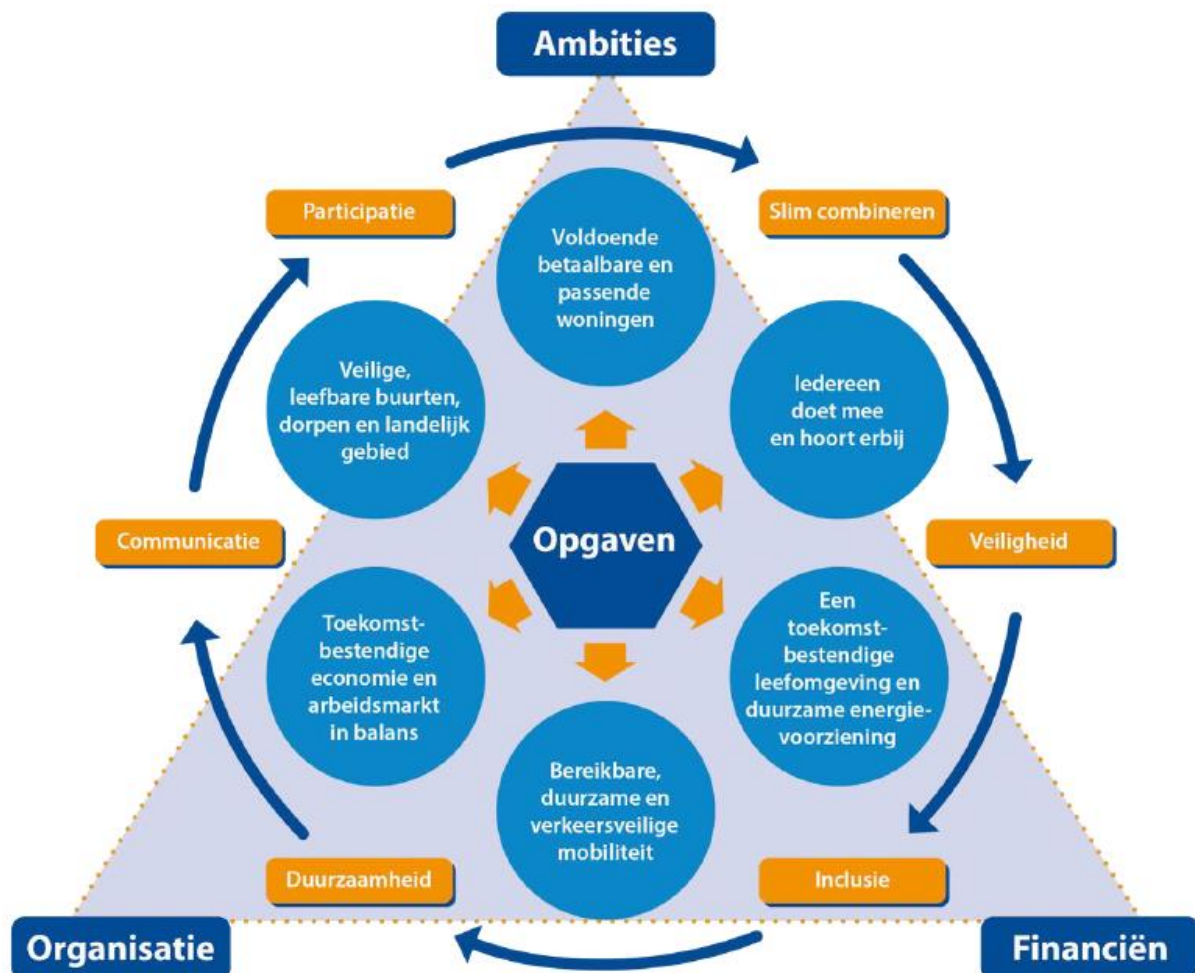 Ambities
Participatie
Slim combineren
Voldoende
betaalbare en
passende
woningen
Veilige,
leefbare buurten,
dorpen en landelijk
gebied
Iedereen
doet mee
en hoort erbij
Opgaven
Communicatie
Veiligheid
Toekomst-
bestendige
economie en
arbeidsmarkt
in balans
Een
toekomst-
bestendige
leefomgeving en
duurzame energie-
voorziening
Bereikbare,
duurzame en
verkeersveilige
mobiliteit
Duurzaamheid
Inclusie
Organisatie
Financiën